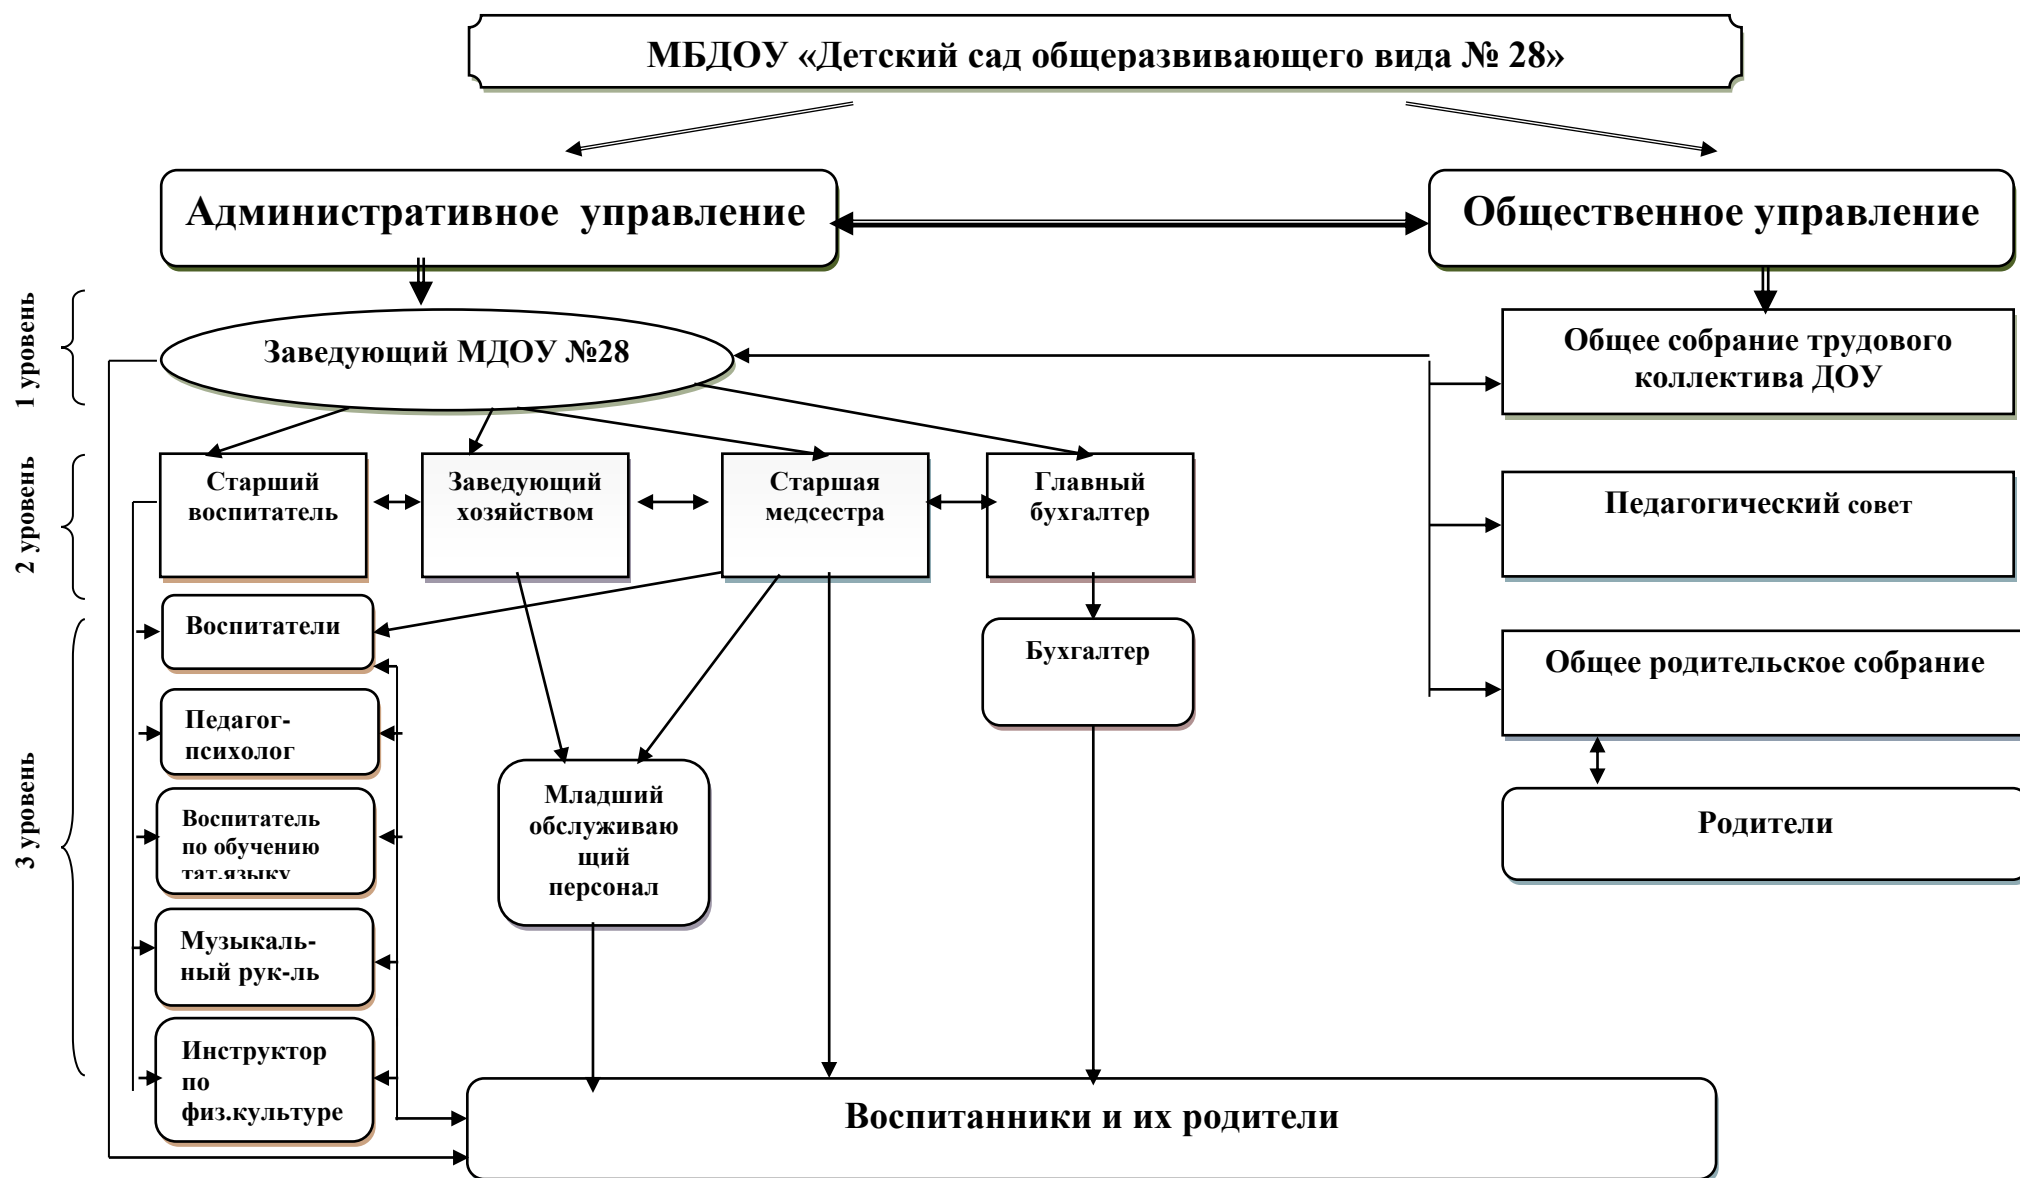 МБДОУ «Детский сад общеразвивающего вида № 28»
Административное управление
Общественное управление
1 уровень
Заведующий МДОУ №28
Общее собрание трудового
коллектива ДОУ
2 уровень
Старший
воспитатель
Заведующий
хозяйством
Старшая
медсестра
Главный
бухгалтер
Педагогический совет
3 уровень
Воспитатели
Бухгалтер
Общее родительское собрание
Педагог-
психолог
Младший
обслуживаю
щий
персонал
Родители
Воспитатель
по обучению
тат.языку
Музыкаль-
ный рук-ль
Инструктор
по
физ.культуре
Воспитанники и их родители